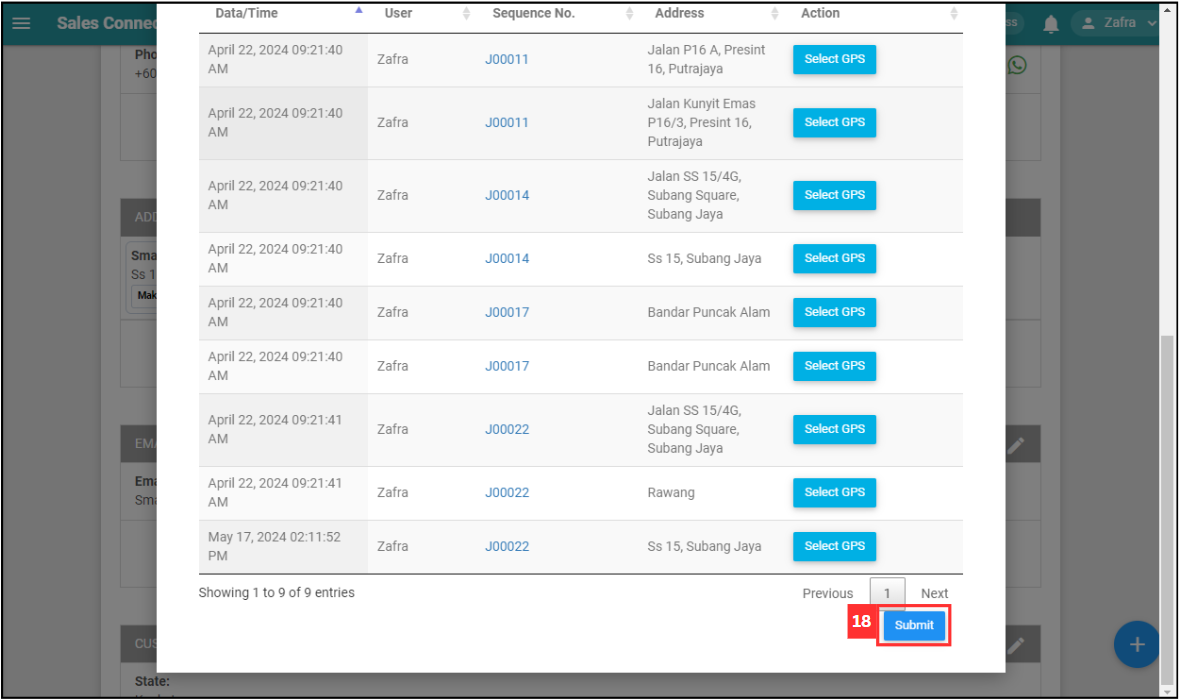 Sales Connec
Data/Time User Sequence No. Address Action
ss
Zafra
Pho
+60
April 22, 2024 09:21:40
AM
Zafra
J00011
Jalan P16 A, Presint
16, Putrajaya
Select GPS
April 22, 2024 09:21:40
AM
Zafra
J00011
Jalan Kunyit Emas
P16/3, Presint 16,
Putrajaya
Select GPS
April 22, 2024 09:21:40
AM
Zafra
J00014
Jalan SS 15/4G,
Subang Square,
Subang Jaya
Select GPS
ADD
Sma
Ss 1
Mak
April 22, 2024 09:21:40
AM
Zafra
J00014
Ss 15, Subang Jaya
Select GPS
April 22, 2024 09:21:40
AM
Zafra
J00017
Bandar Puncak Alam
Select GPS
April 22, 2024 09:21:40
AM
Zafra
J00017
Bandar Puncak Alam
Select GPS
April 22, 2024 09:21:41
AM
Zafra
J00022
Jalan SS 15/4G,
Subang Square,
Subang Jaya
Select GPS
EMA
Ema
Sma
April 22, 2024 09:21:41
AM
Zafra
J00022
Rawang
Select GPS
May 17, 2024 02:11:52
PM
Zafra
J00022
Ss 15, Subang Jaya
Select GPS
Showing 1 to 9 of 9 entries
Previous 1 Next
18 Submit
CUS
State: